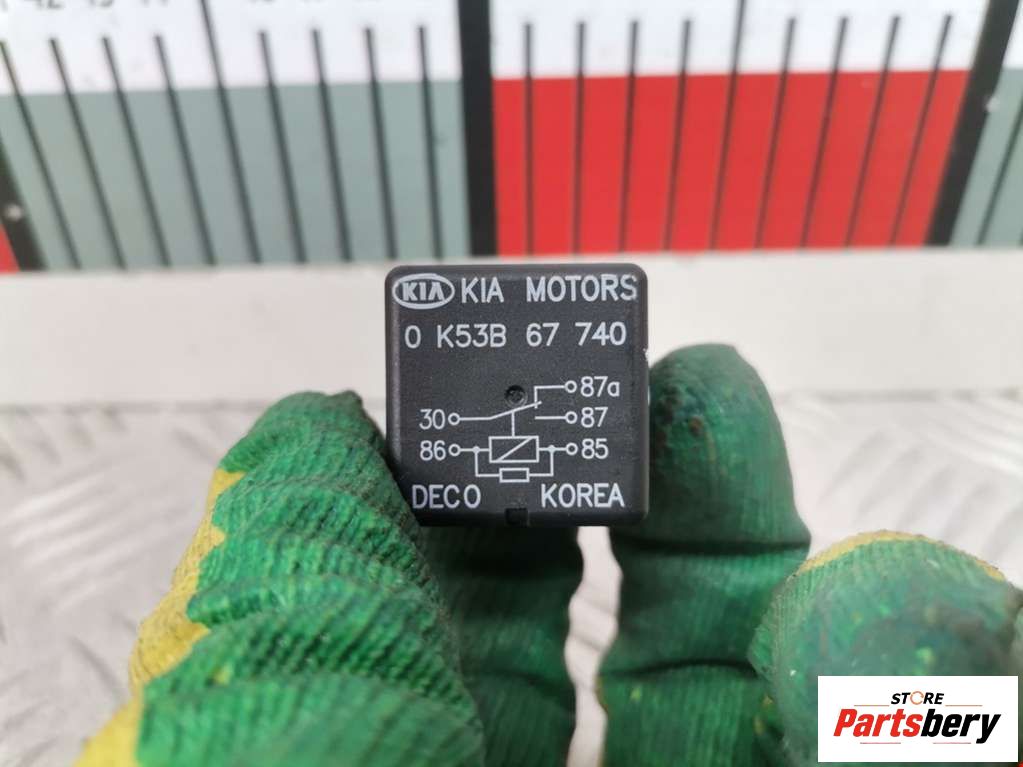 KIA KIA MOTORS
0 K53B 67 740
87a
30 87
86 85
DECO KOREA
STORE
Partsbery